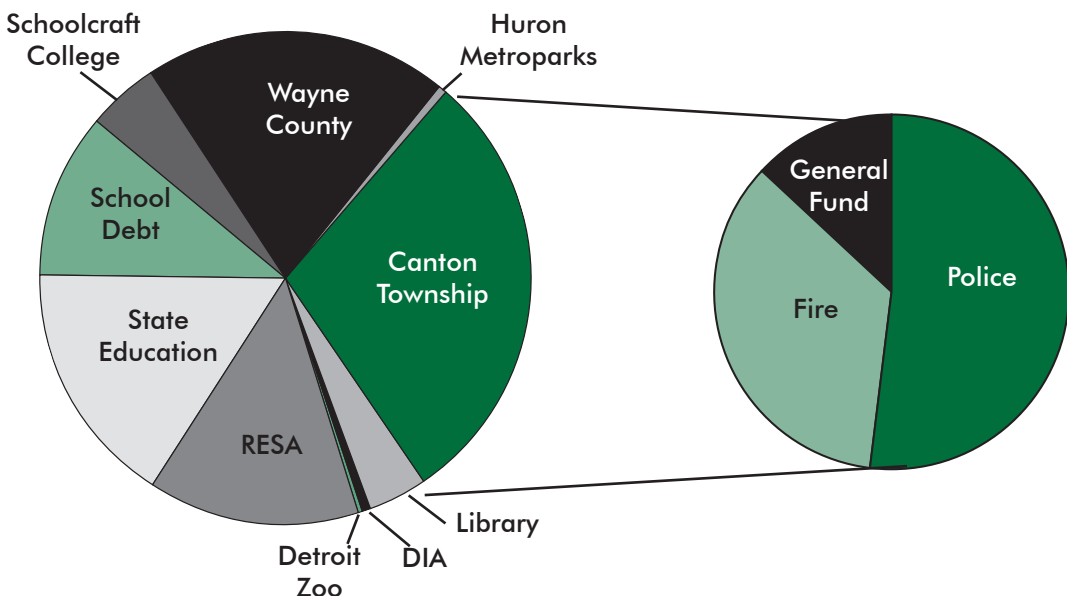 Schoolcraft
College
Huron
Metroparks
Wayne
County
School
Debt
Canton
Township
State
Education
RESA
Library
DIA
Detroit
Zoo
General
Fund
Fire
Police